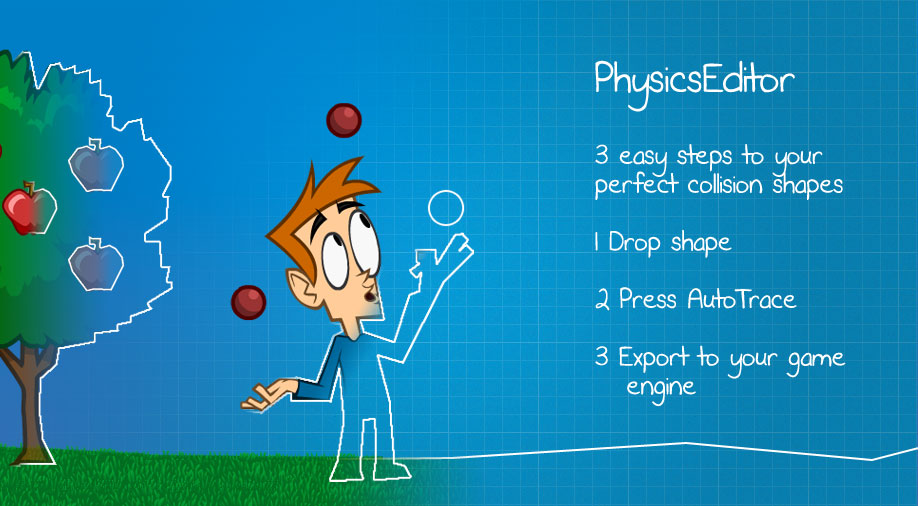 PhysicsEditor
3 easy steps to your
perfect collision shapes
1 Drop shape
2 Press AutoTrace
3 Export to your game
engine